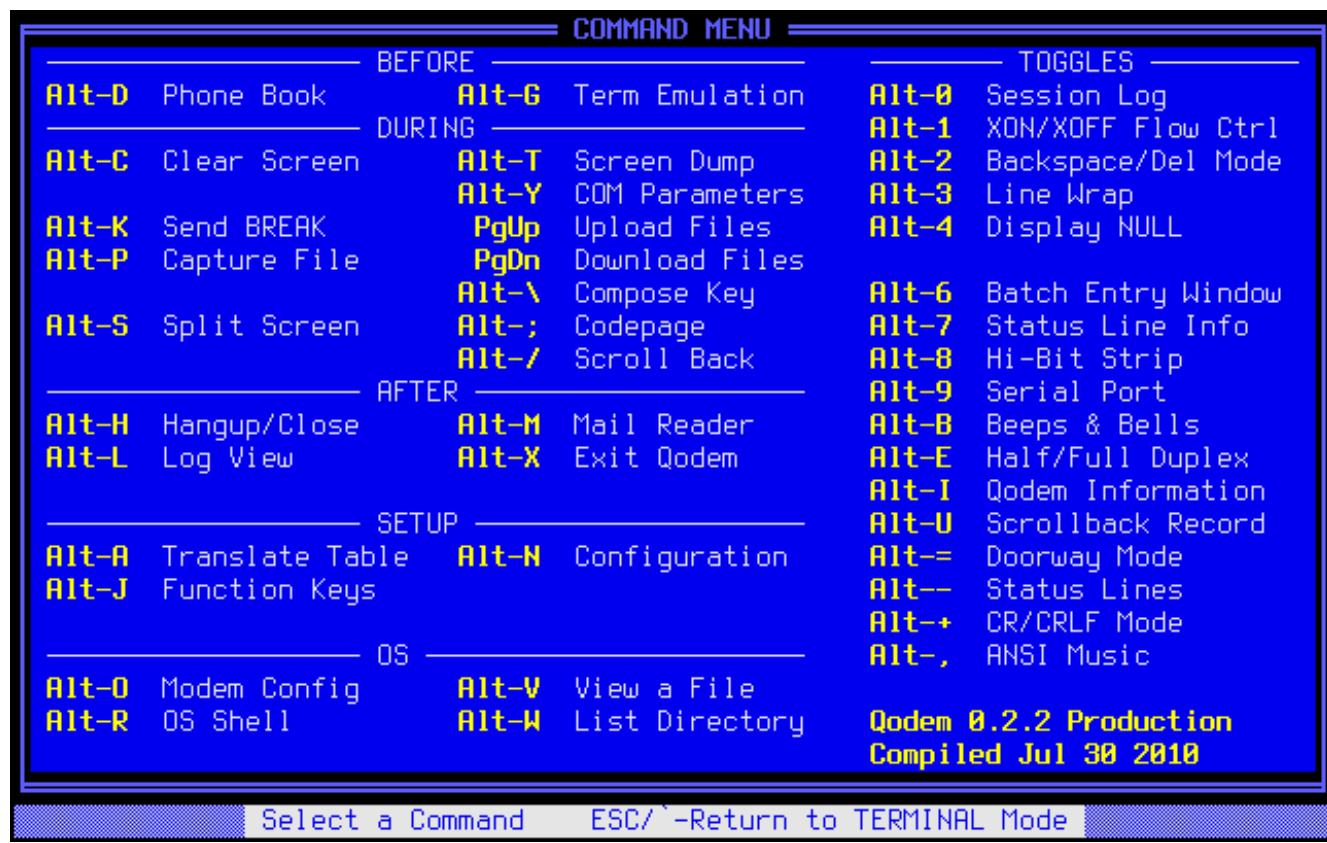 COMMAND MENU
BEFORE TOGGLES
Alt-D Phone Book Alt-G Term Emulation Alt-0 Session Log
DURING Alt-1 XON/XOFF Flow Ctrl
Alt-C Clear Screen Alt-T Screen Dump Alt-2 Backspace/Del Mode
Alt-Y COM Parameters Alt-3 Line Wrap
Alt-K Send BREAK PgUp Upload Files Alt-4 Display NULL
Alt-P Capture File PgDn Download Files
Alt-\ Compose Key Alt-6 Batch Entry Window
Alt-S Split Screen Alt-; Codepage Alt-7 Status Line Info
Alt-/ Scroll Back Alt-8 Hi-Bit Strip
AFTER Alt-9 Serial Port
Alt-H Hangup/Close Alt-M Mail Reader Alt-B Beeps & Bells
Alt-L Log View Alt-X Exit Qodem Alt-E Half/Full Duplex
Alt-I Qodem Information
SETUP Alt-U Scrollback Record
Alt-A Translate Table Alt-N Configuration Alt-= Doorway Mode
Alt-J Function Keys Alt-- Status Lines
Alt-+ CR/CRLF Mode
OS Alt-, ANSI Music
Alt-O Modem Config Alt-V View a File
Alt-R OS Shell Alt-W List Directory Qodem 0.2.2 Production
Compiled Jul 30 2010
Select a Command ESC/`-Return to TERMINAL Mode